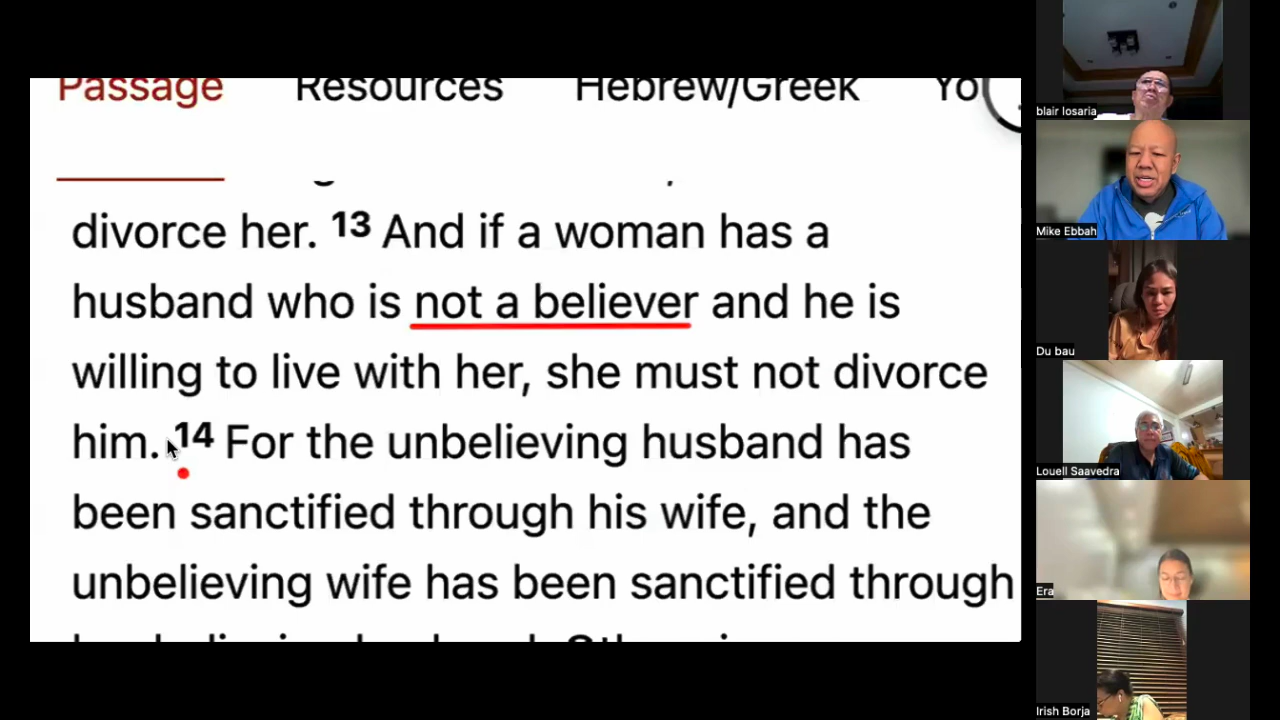 Passage Resources Hebrew/Greek Yo
divorce her. 13 And if a woman has a
husband who is not a believer and he is
willing to live with her, she must not divorce
him. 14 For the unbelieving husband has
been sanctified through his wife, and the
unbelieving wife has been sanctified through
blair losaria
Mike Ebbah
Du bau
Louell Saavedra
Era
Irish Borja